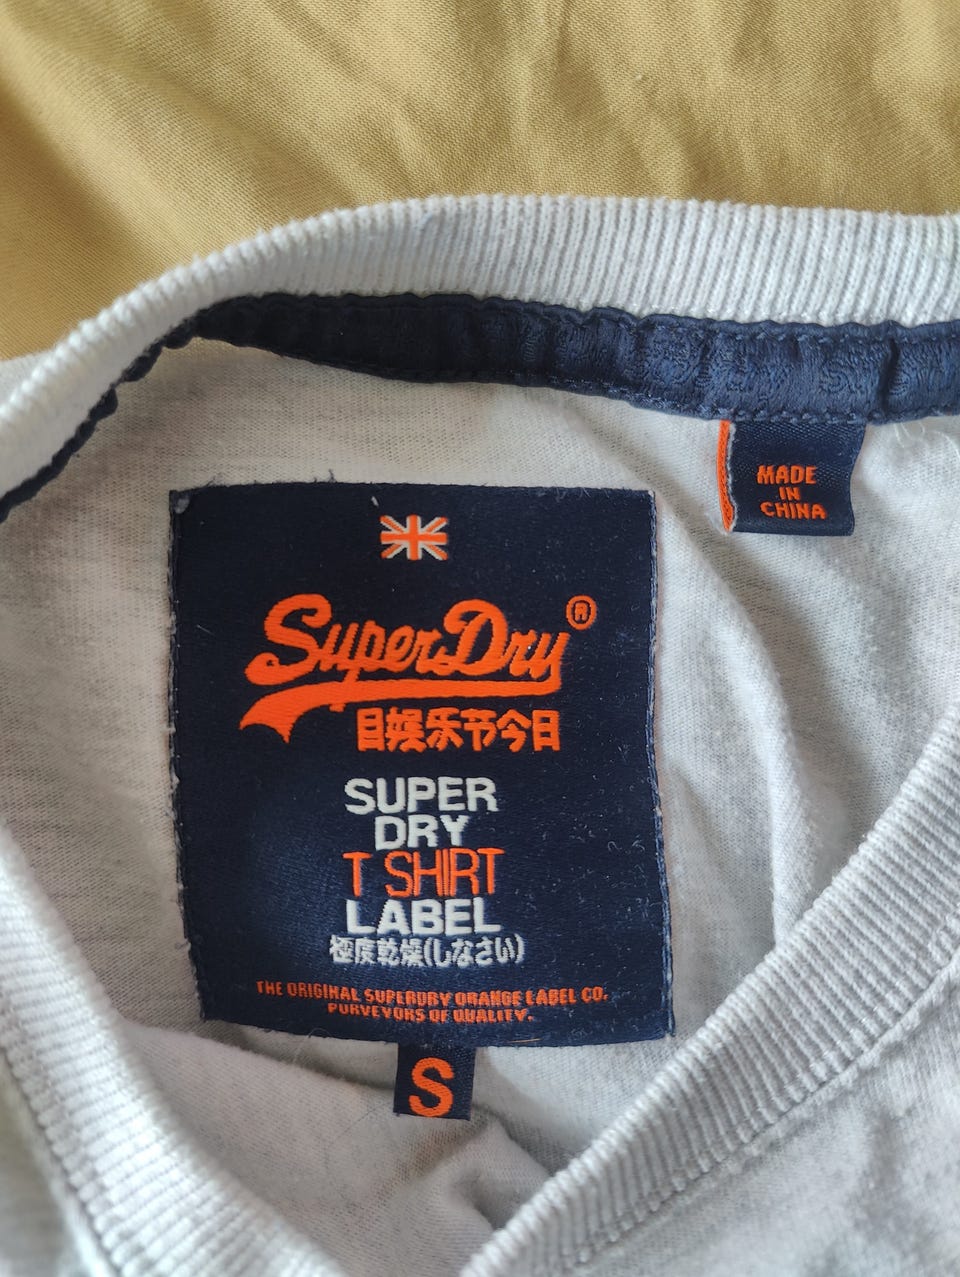 MADE
IN
CHINA
SuperDry®
目娱乐节今日
SUPER
DRY
T SHIRT
LABEL
極度乾燥(しなさい)
THE ORIGINAL SUPERDRY ORANGE LABEL CO.
PURVEYORS OF QUALITY.
S